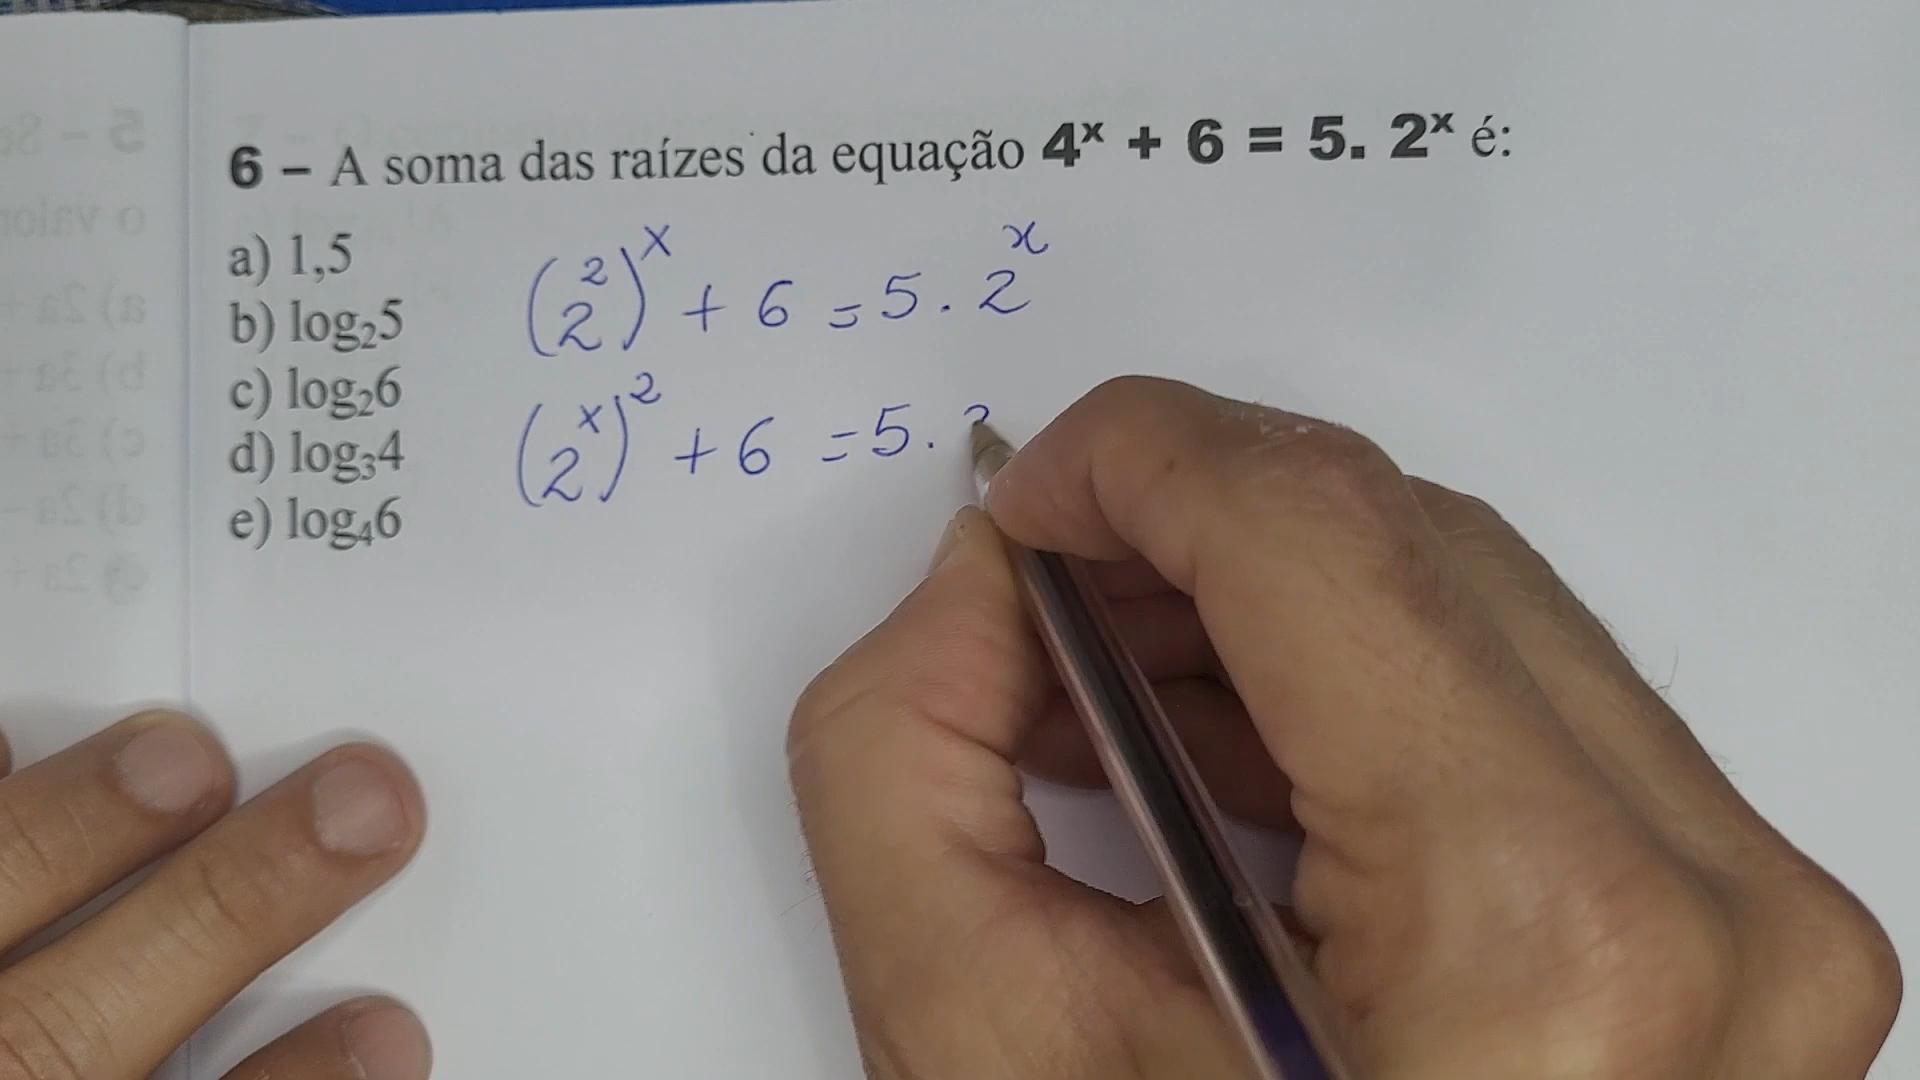 6 – A soma das raízes da equação 4ˣ + 6 = 5. 2ˣ é:
a) 1,5
b) log₂5
c) log₂6
d) log₃4
e) log₄6
(2²)ˣ + 6 = 5 . 2ˣ
(2ˣ)² + 6 = 5 .